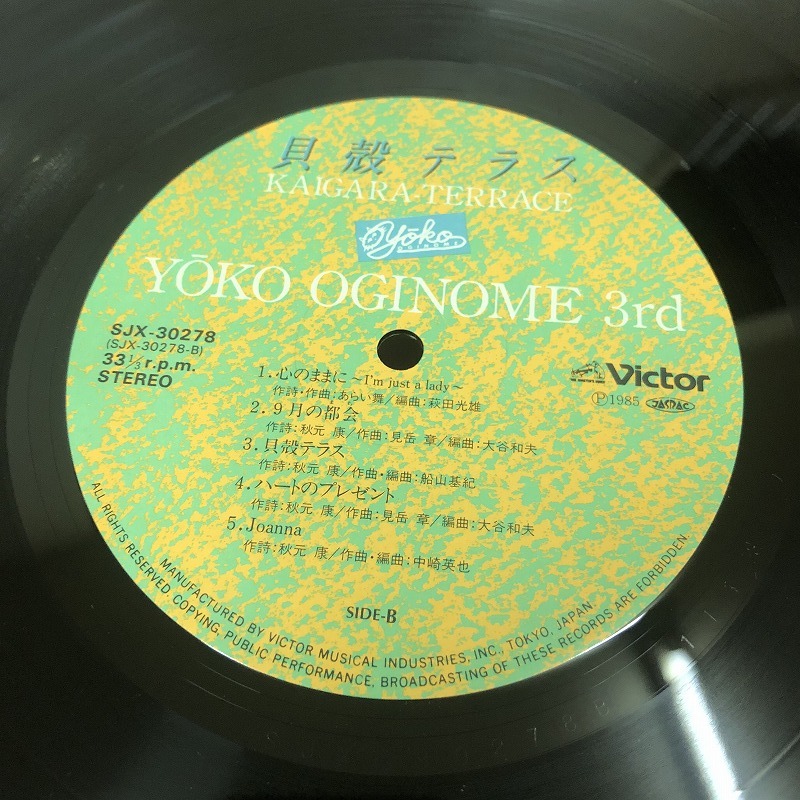 貝殻テラス
KAIGARA-TERRACE
Yōko
OGINOME
YŌKO OGINOME 3rd
SJX-30278
(SJX-30278-B)
33 1/3 r.p.m.
STEREO
Victor
Ⓟ1985 JASRAC
1. 心のままに ~I'm just a lady~
作詩・作曲:あらい舞/編曲:萩田光雄
2. 9月の都会
作詩:秋元 康/作曲:見岳 章/編曲:大谷和夫
3. 貝殻テラス
作詩:秋元 康/作曲・編曲:船山基紀
4. ハートのプレゼント
作詩:秋元 康/作曲:見岳 章/編曲:大谷和夫
5. Joanna
作詩:秋元 康/作曲・編曲:中崎英也
SIDE-B
MANUFACTURED BY VICTOR MUSICAL INDUSTRIES, INC., TOKYO, JAPAN.
ALL RIGHTS RESERVED. COPYING, PUBLIC PERFORMANCE, BROADCASTING OF THESE RECORDS ARE FORBIDDEN.